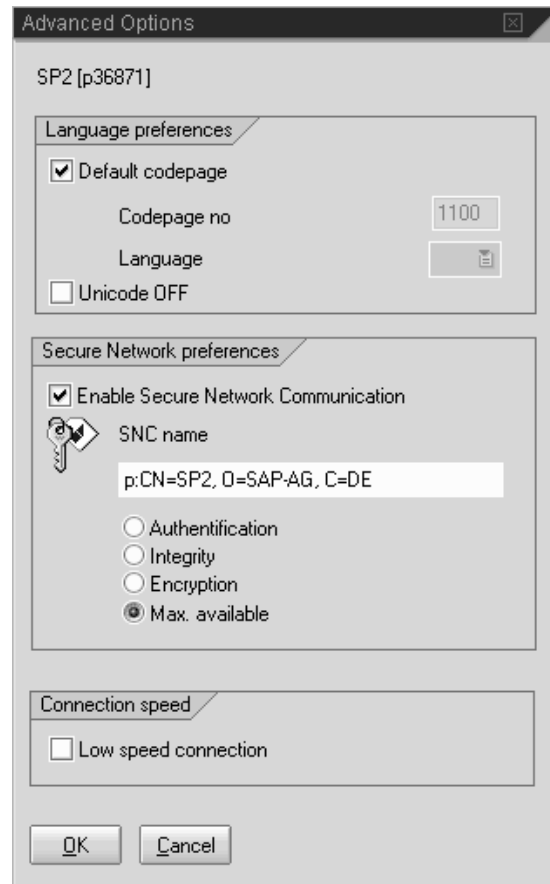 Advanced Options
SP2 [p36871]
Language preferences
Default codepage
Codepage no 1100
Language
Unicode OFF
Secure Network preferences
Enable Secure Network Communication
SNC name
p:CN=SP2, O=SAP-AG, C=DE
Authentification
Integrity
Encryption
Max. available
Connection speed
Low speed connection
OK Cancel